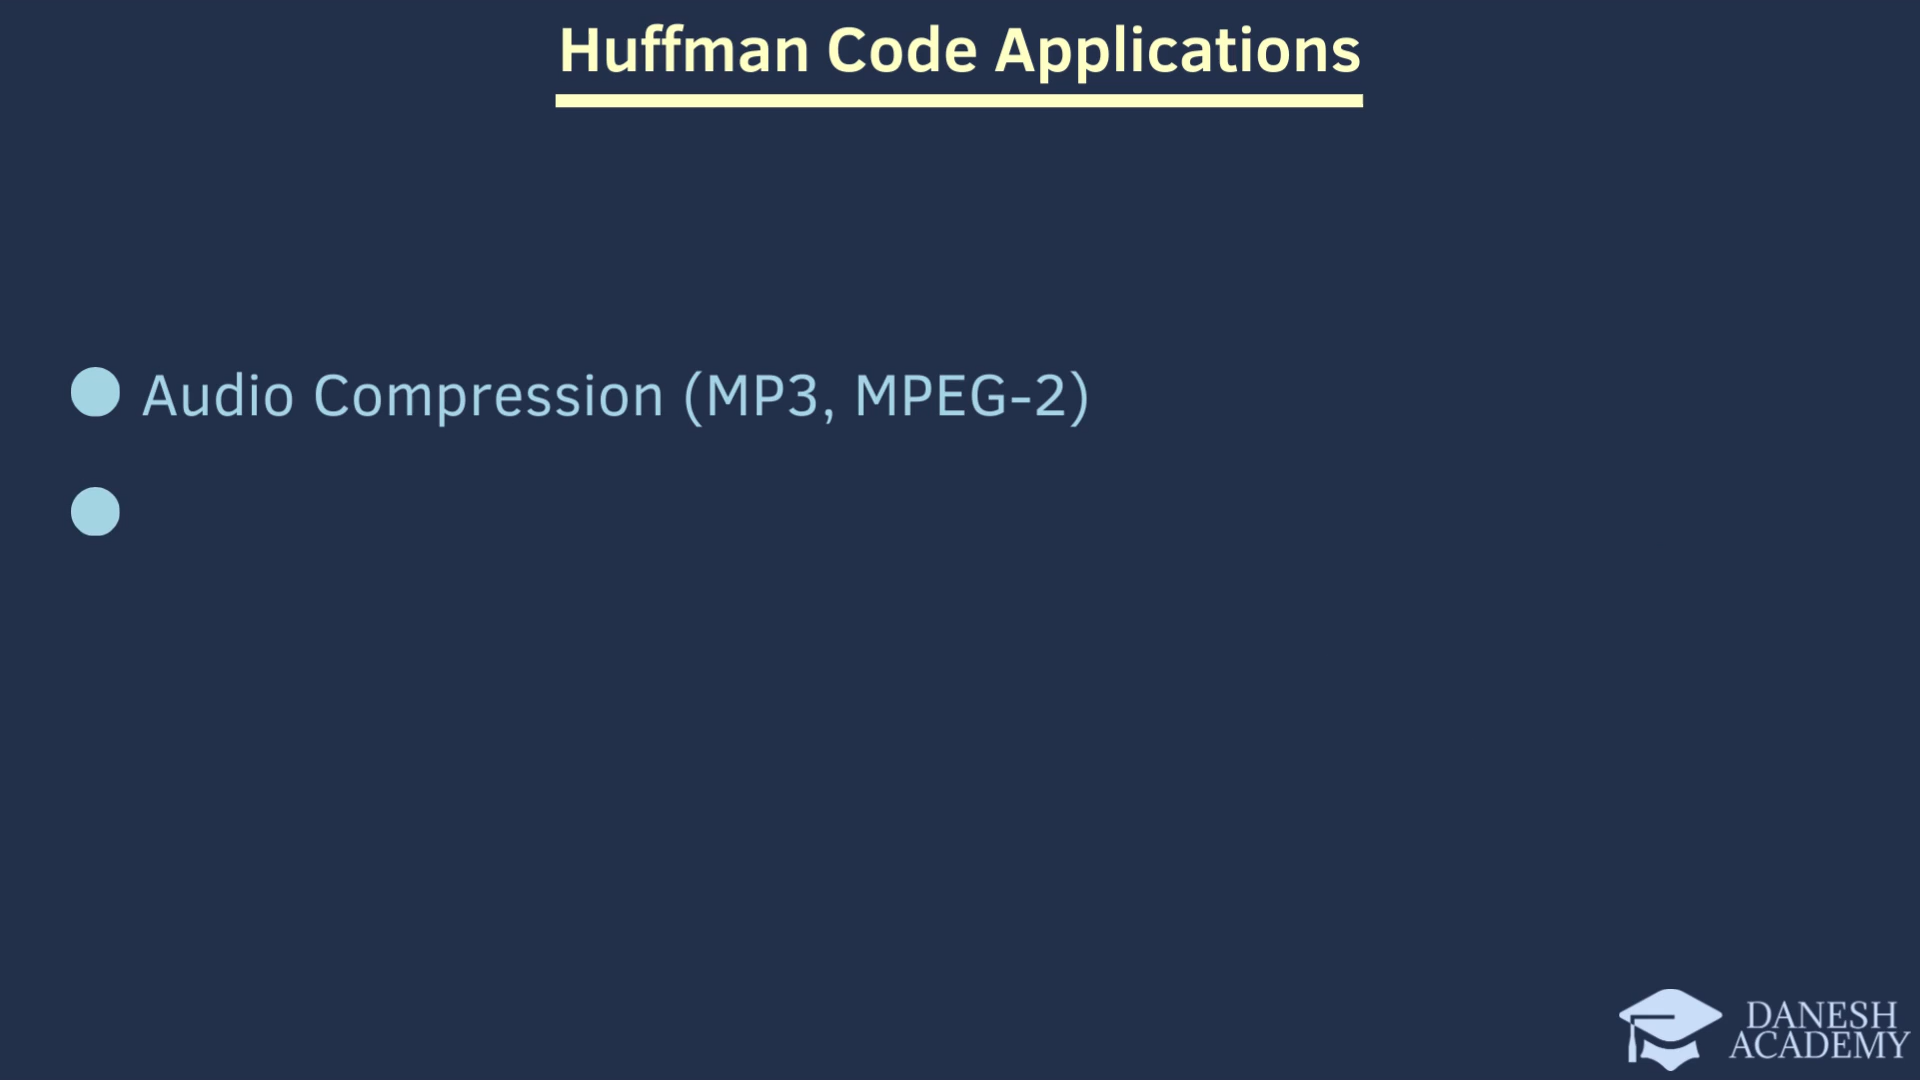 Huffman Code Applications
Audio Compression (MP3, MPEG-2)
DANESH
ACADEMY